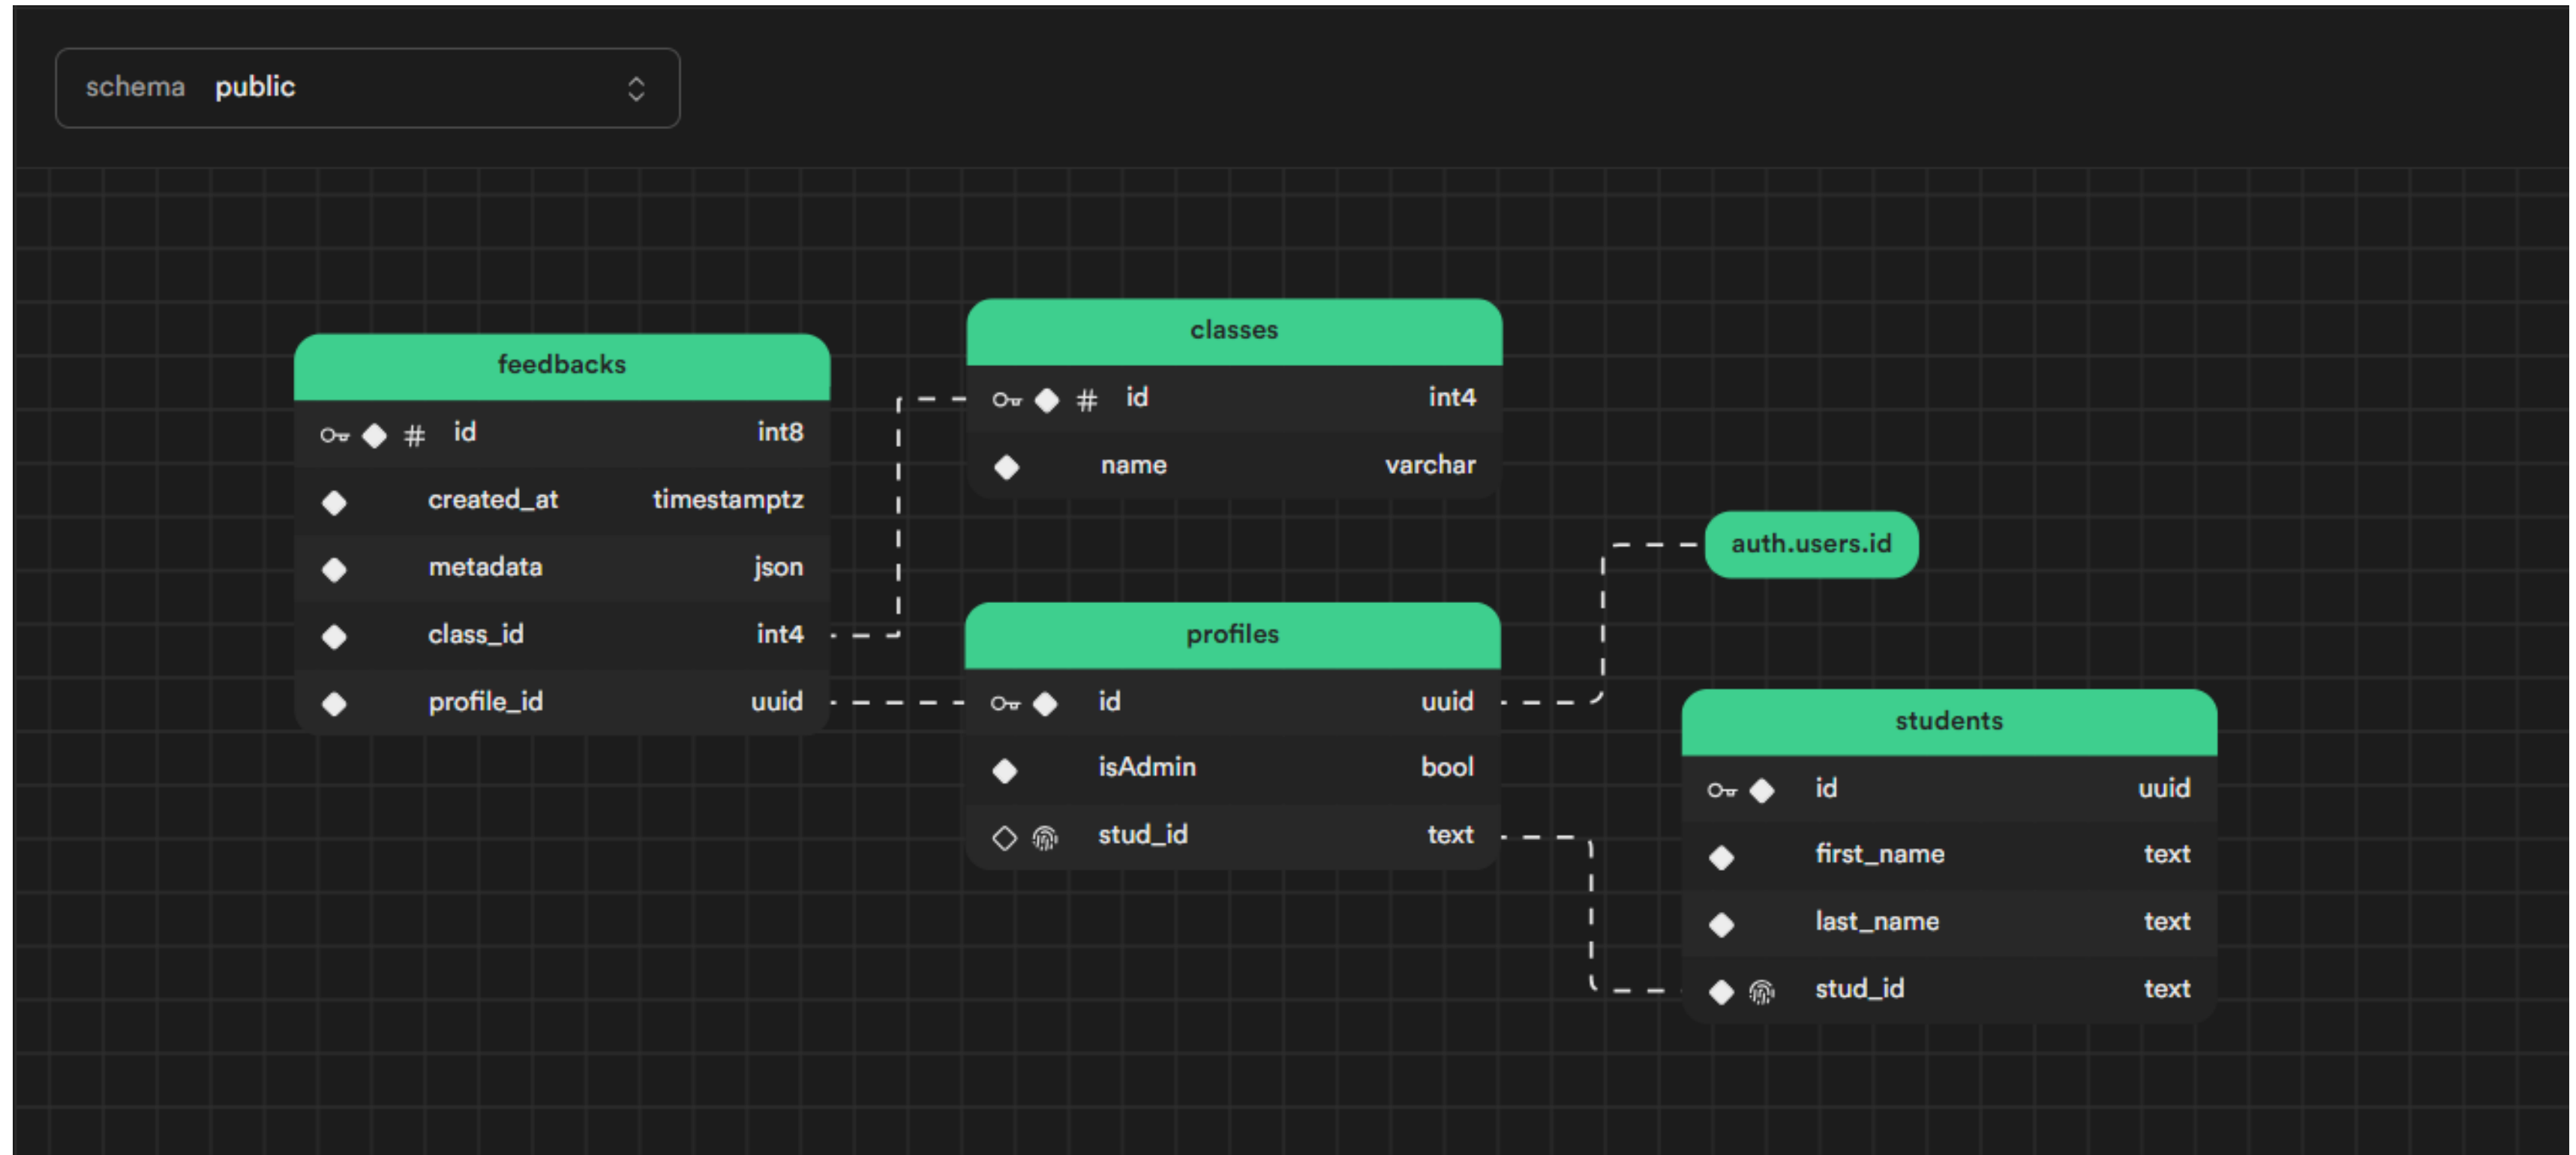 schema public
feedbacks
# id int8
created_at timestamptz
metadata json
class_id int4
profile_id uuid
classes
# id int4
name varchar
profiles
id uuid
isAdmin bool
stud_id text
auth.users.id
students
id uuid
first_name text
last_name text
stud_id text